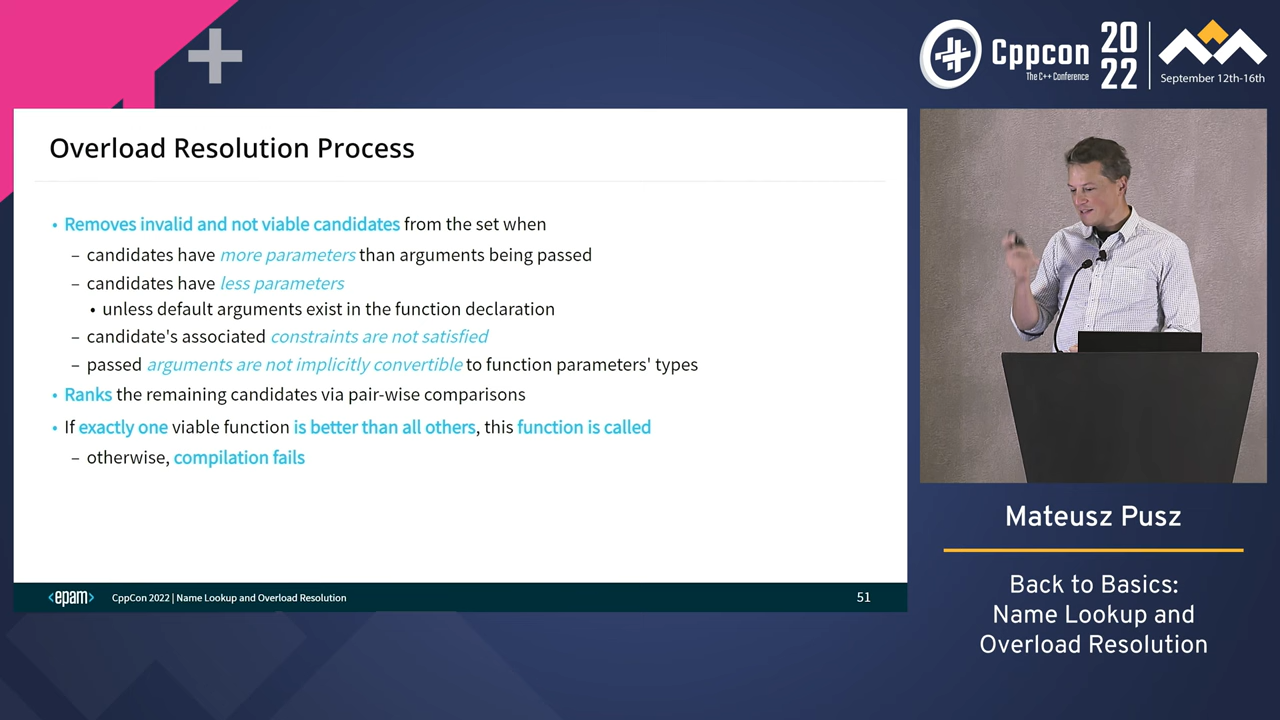 Cppcon
The C++ Conference
20
22
September 12th-16th
Overload Resolution Process
• Removes invalid and not viable candidates from the set when
– candidates have more parameters than arguments being passed
– candidates have less parameters
• unless default arguments exist in the function declaration
– candidate's associated constraints are not satisfied
– passed arguments are not implicitly convertible to function parameters' types
• Ranks the remaining candidates via pair-wise comparisons
• If exactly one viable function is better than all others, this function is called
– otherwise, compilation fails
<epam> CppCon 2022 | Name Lookup and Overload Resolution 51
Mateusz Pusz
Back to Basics:
Name Lookup and
Overload Resolution